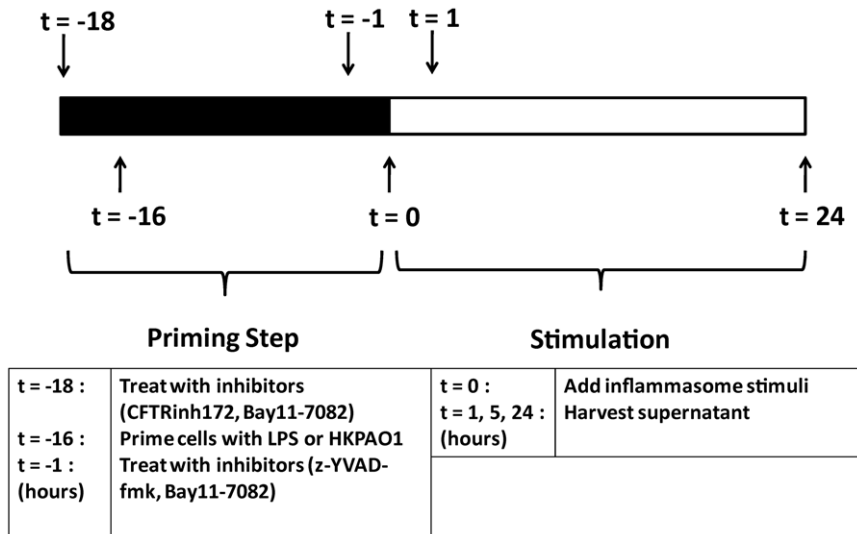 t = -18
t = -1
t = 1
t = -16
t = 0
t = 24
Priming Step
Stimulation
t = -18 :
Treat with inhibitors
(CFTRinh172, Bay11-7082)
t = -16 :
Prime cells with LPS or HKPAO1
t = -1 :
Treat with inhibitors (z-YVAD-
(hours)
fmk, Bay11-7082)
t = 0 :
Add inflammasome stimuli
t = 1, 5, 24 :
Harvest supernatant
(hours)